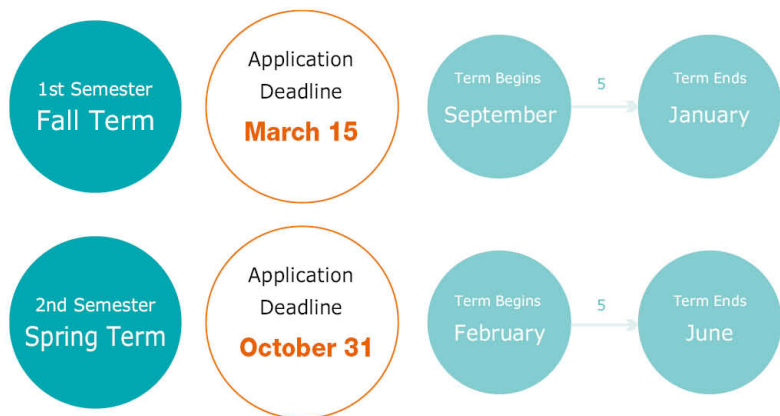 1st Semester
Fall Term
Application
Deadline
March 15
Term Begins
September
5
Term Ends
January
2nd Semester
Spring Term
Application
Deadline
October 31
Term Begins
February
5
Term Ends
June